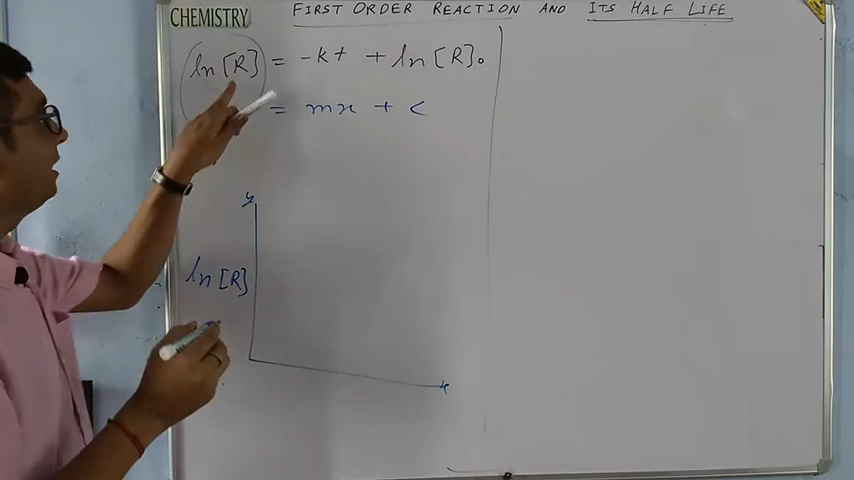 CHEMISTRY
FIRST ORDER REACTION AND ITS HALF LIFE
ln [R] = -kt + ln [R]₀
= mx + c
y
ln [R]
x